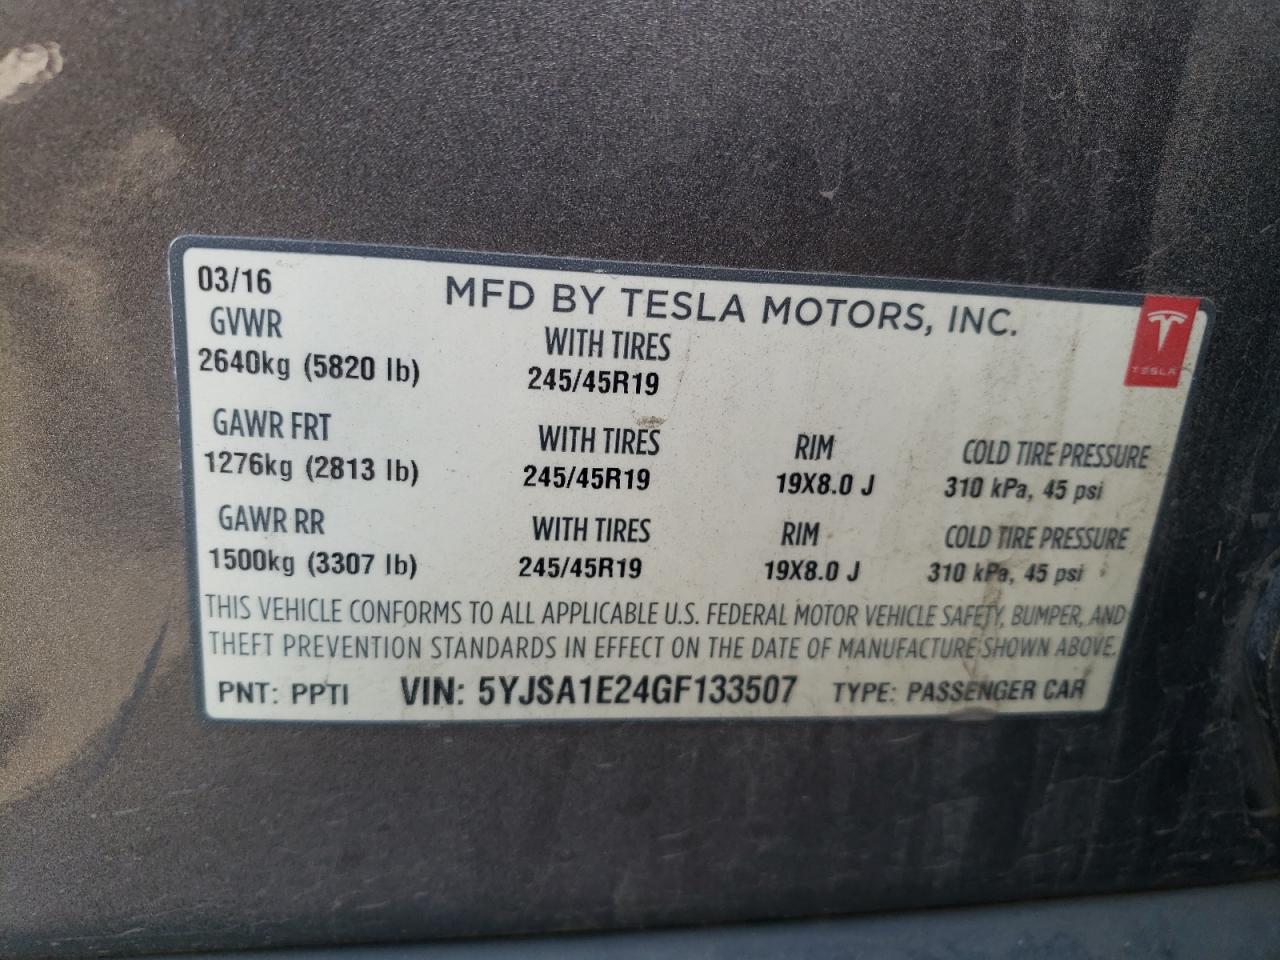 03/16 MFD BY TESLA MOTORS, INC.
TESLA
GVWR WITH TIRES
2640kg (5820 lb) 245/45R19
GAWR FRT WITH TIRES RIM COLD TIRE PRESSURE
1276kg (2813 lb) 245/45R19 19X8.0 J 310 kPa, 45 psi
GAWR RR WITH TIRES RIM COLD TIRE PRESSURE
1500kg (3307 lb) 245/45R19 19X8.0 J 310 kPa, 45 psi
THIS VEHICLE CONFORMS TO ALL APPLICABLE U.S. FEDERAL MOTOR VEHICLE SAFETY, BUMPER, AND
THEFT PREVENTION STANDARDS IN EFFECT ON THE DATE OF MANUFACTURE SHOWN ABOVE.
PNT: PPTI VIN: 5YJSA1E24GF133507 TYPE: PASSENGER CAR